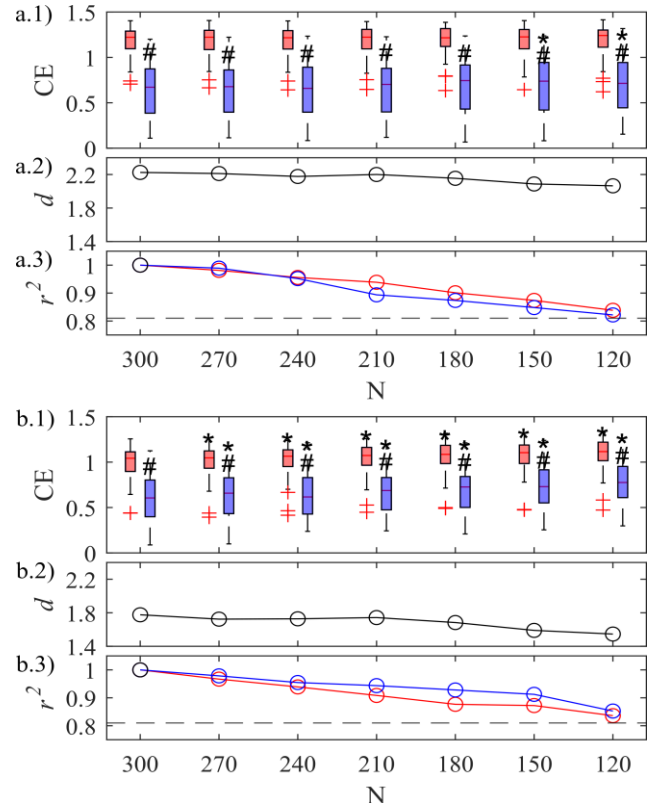 a.1)
1.5
1
0.5
0
CE
# # # # # * # * #
a.2)
2.2
1.8
1.4
d
a.3)
1
0.9
0.8
r²
300 270 240 210 180 150 120
N
b.1)
1.5
1
0.5
0
CE
# * * # * * # * * # * * # * * # * * #
b.2)
2.2
1.8
1.4
d
b.3)
1
0.9
0.8
r²
300 270 240 210 180 150 120
N